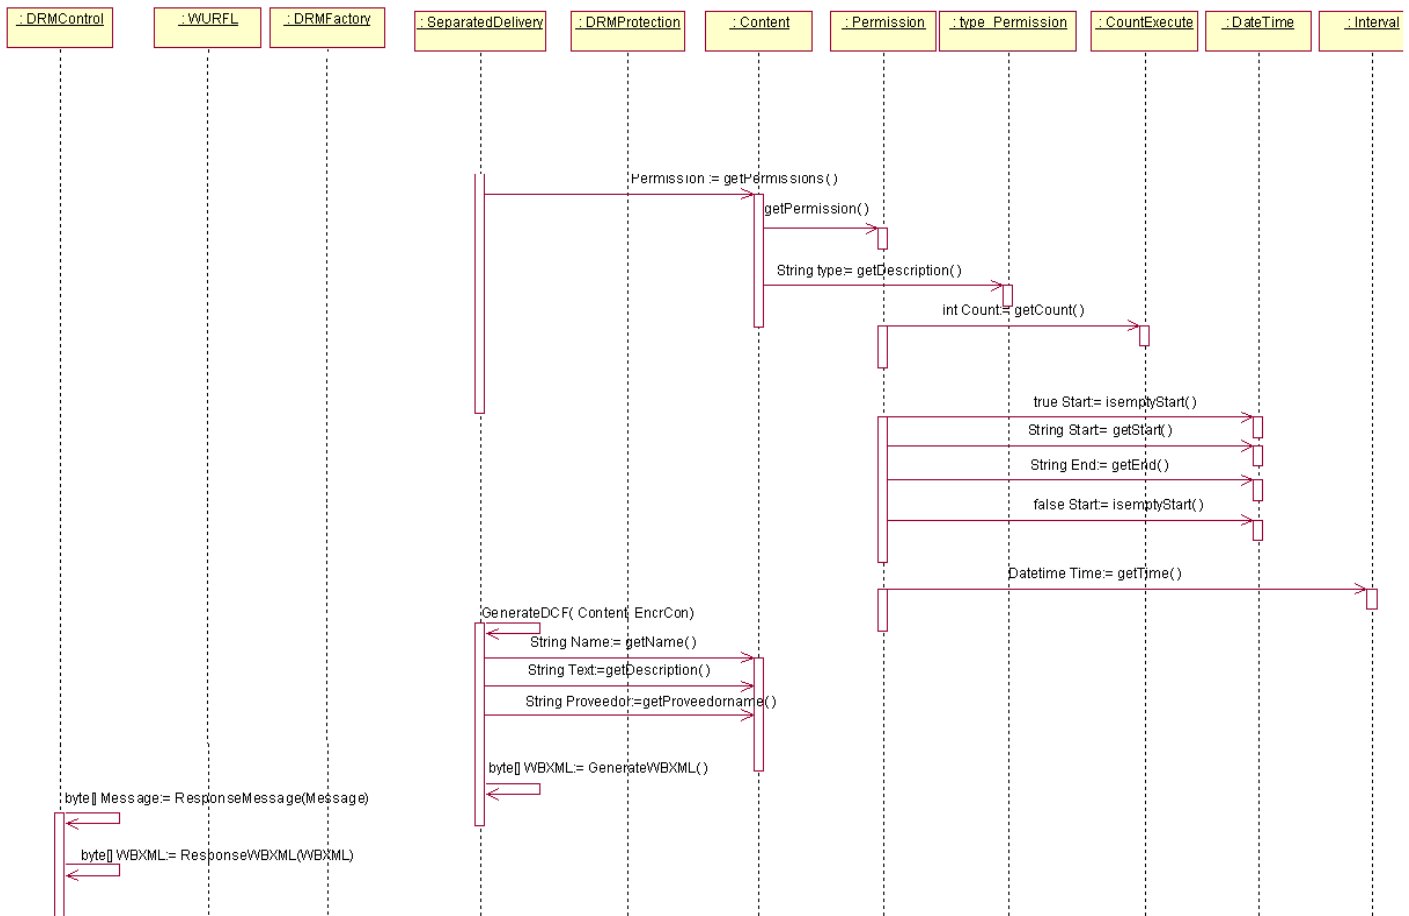 : DRMControl
: WURFL
: DRMFactory
: SeparatedDelivery
: DRMProtection
: Content
: Permission
: type_Permission
: CountExecute
: DateTime
: Interval
Permission := getPermissions( )
getPermission( )
String type:= getDescription( )
int Count:= getCount( )
true Start:= isemptyStart( )
String Start:= getStart( )
String End:= getEnd( )
false Start:= isemptyStart( )
Datetime Time:= getTime( )
GenerateDCF( Content, EncrCon)
String Name:= getName( )
String Text:=getDescription( )
String Proveedor:=getProveedorname( )
byte[] WBXML:= GenerateWBXML( )
byte[] Message:= ResponseMessage(Message)
byte[] WBXML:= ResponseWBXML(WBXML)